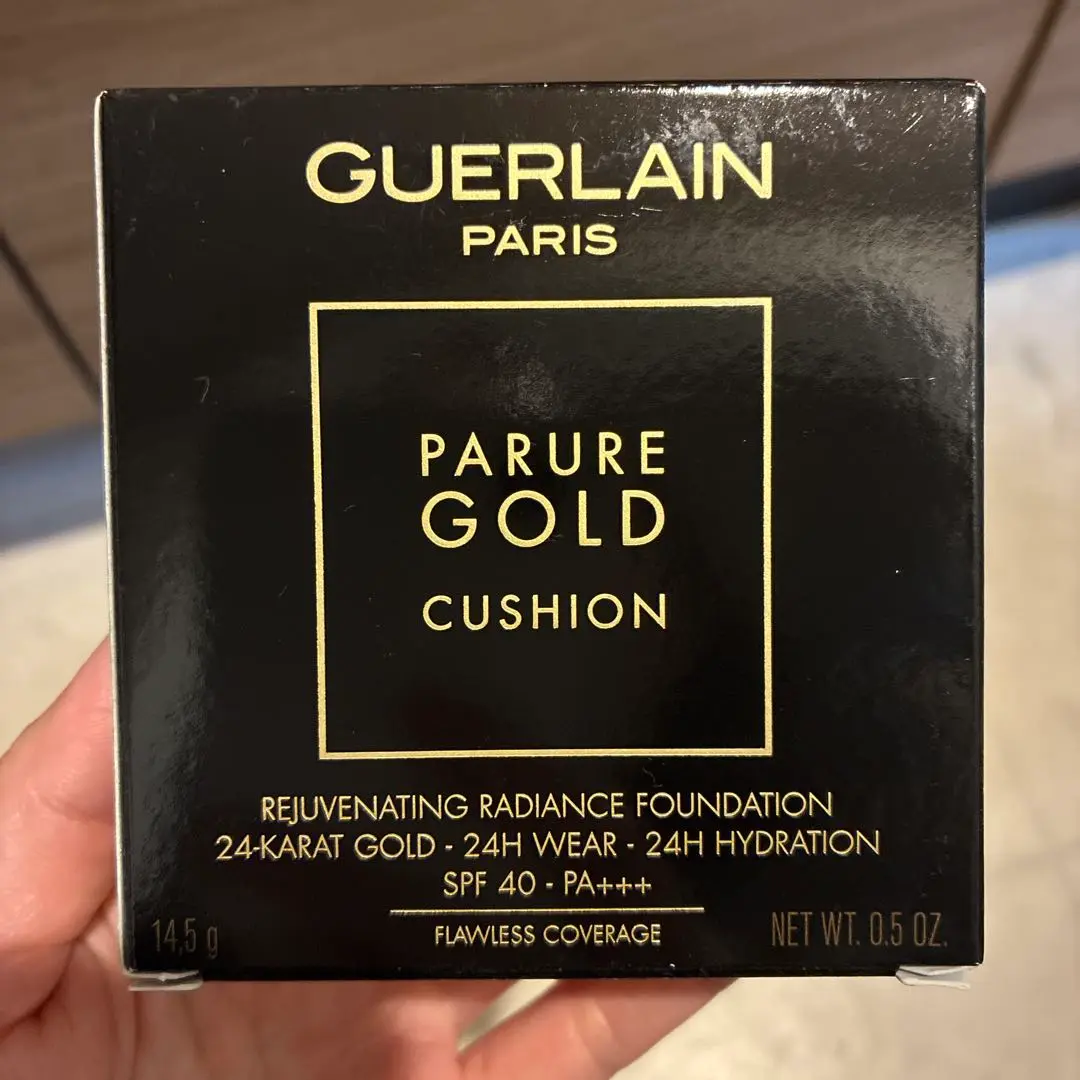 GUERLAIN
PARIS
PARURE
GOLD
CUSHION
REJUVENATING RADIANCE FOUNDATION
24-KARAT GOLD - 24H WEAR - 24H HYDRATION
SPF 40 - PA+++
FLAWLESS COVERAGE
14,5 g
NET WT. 0.5 OZ.